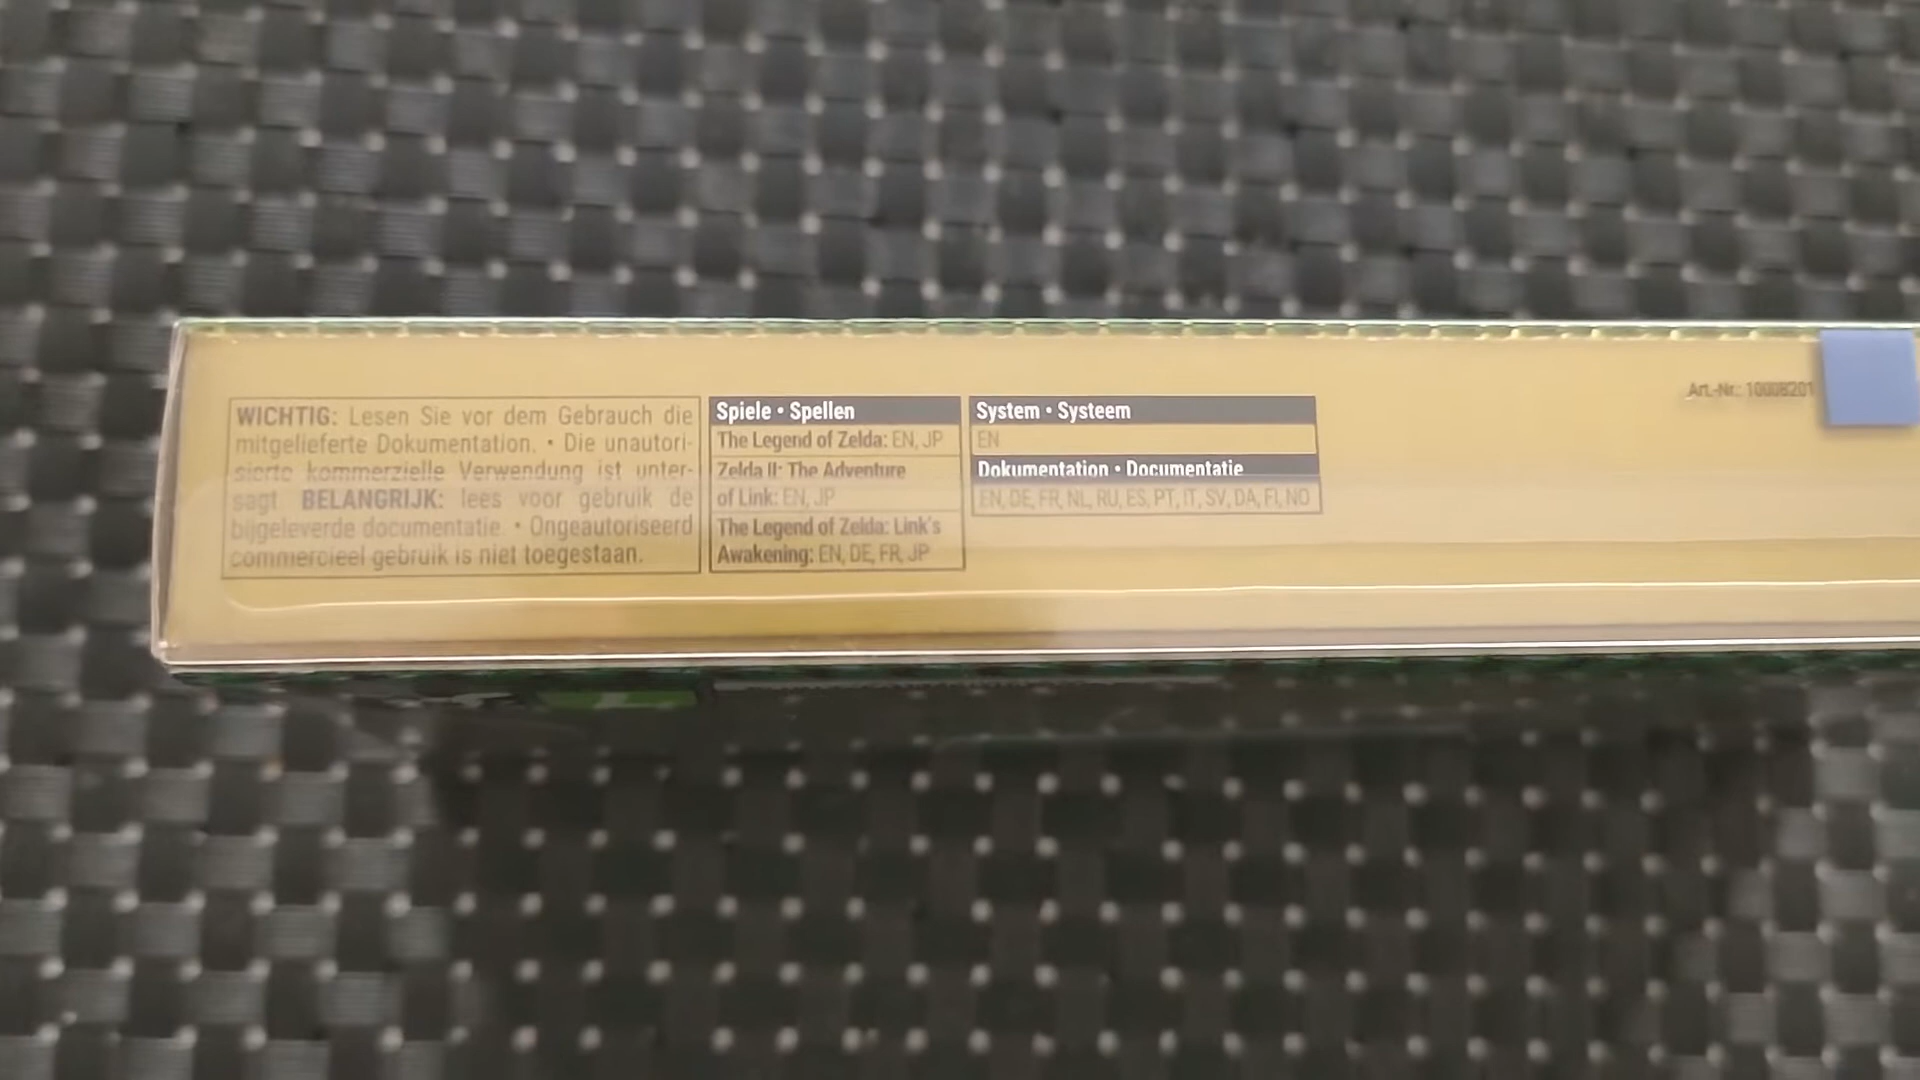 WICHTIG: Lesen Sie vor dem Gebrauch die
mitgelieferte Dokumentation. • Die unautori-
sierte kommerzielle Verwendung ist unter-
sagt. BELANGRIJK: lees voor gebruik de
bijgeleverde documentatie. • Ongeautoriseerd
commercieel gebruik is niet toegestaan.
Spiele • Spellen
The Legend of Zelda: EN, JP
Zelda II: The Adventure
of Link: EN, JP
The Legend of Zelda: Link's
Awakening: EN, DE, FR, JP
System • Systeem
EN
Dokumentation • Documentatie
EN, DE, FR, NL, RU, ES, PT, IT, SV, DA, FI, NO
Art.-Nr.: 10008201